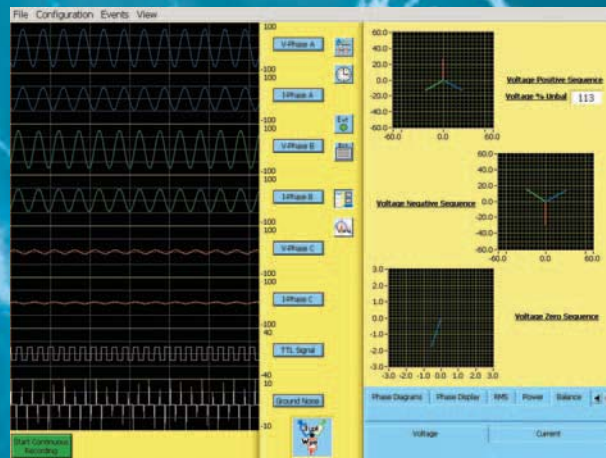 File Configuration Events View
100
V-Phase A
-100
100
I-Phase A
-100
100
V-Phase B
-100
100
I-Phase B
-100
100
V-Phase C
-100
100
I-Phase C
-100
40
TTL Signal
-40
10
Ground None
-10
Start Continuous
Recording
60.0
40.0
20.0
0.0
-20.0
-40.0
-60.0
-60.0 0.0 60.0
Voltage Positive Sequence
Voltage % Unbal 113
60.0
40.0
20.0
0.0
-20.0
-40.0
-60.0
-60.0 0.0 60.0
Voltage Negative Sequence
3.0
2.0
1.0
0.0
-1.0
-2.0
-3.0
-3.0 -2.0 -1.0 0.0 1.0 2.0 3.0
Voltage Zero Sequence
Phase Diagrams Phase Display RMS Power Balance
Voltage Current